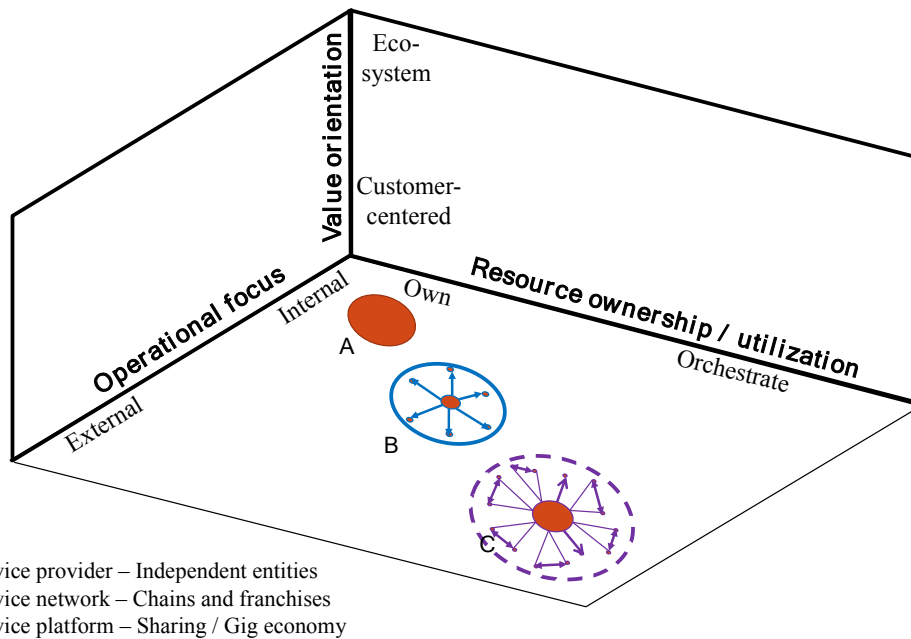 Eco-
system
Value orientation
Customer-
centered
Operational focus
Internal
External
Own
Resource ownership / utilization
Orchestrate
A
B
C
vice provider – Independent entities
vice network – Chains and franchises
vice platform – Sharing / Gig economy